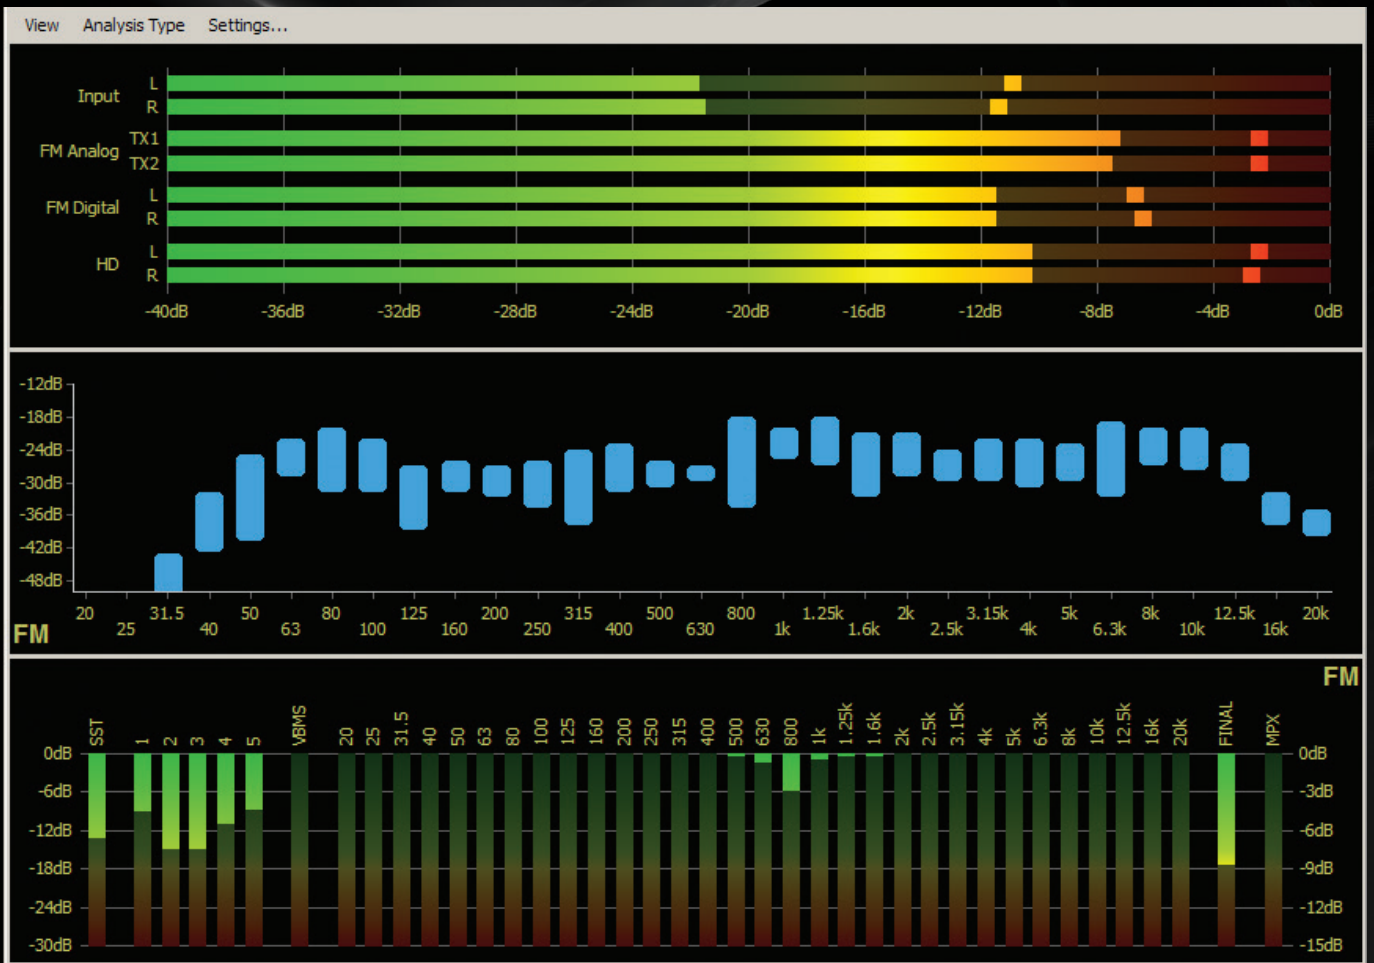 View Analysis Type Settings...
Input L
R
FM Analog TX1
TX2
FM Digital L
R
HD L
R
-40dB -36dB -32dB -28dB -24dB -20dB -16dB -12dB -8dB -4dB 0dB
-12dB
-18dB
-24dB
-30dB
-36dB
-42dB
-48dB
20 31.5 50 80 125 200 315 500 800 1.25k 2k 3.15k 5k 8k 12.5k 20k
25 40 63 100 160 250 400 630 1k 1.6k 2.5k 4k 6.3k 10k 16k
FM
FM
SST 1 2 3 4 5 VBMS 20 25 31.5 40 50 63 80 100 125 160 200 250 315 400 500 630 800 1k 1.25k 1.6k 2k 2.5k 3.15k 4k 5k 6.3k 8k 10k 12.5k 16k 20k FINAL MPX
0dB 0dB
-6dB -3dB
-12dB -6dB
-18dB -9dB
-24dB -12dB
-30dB -15dB